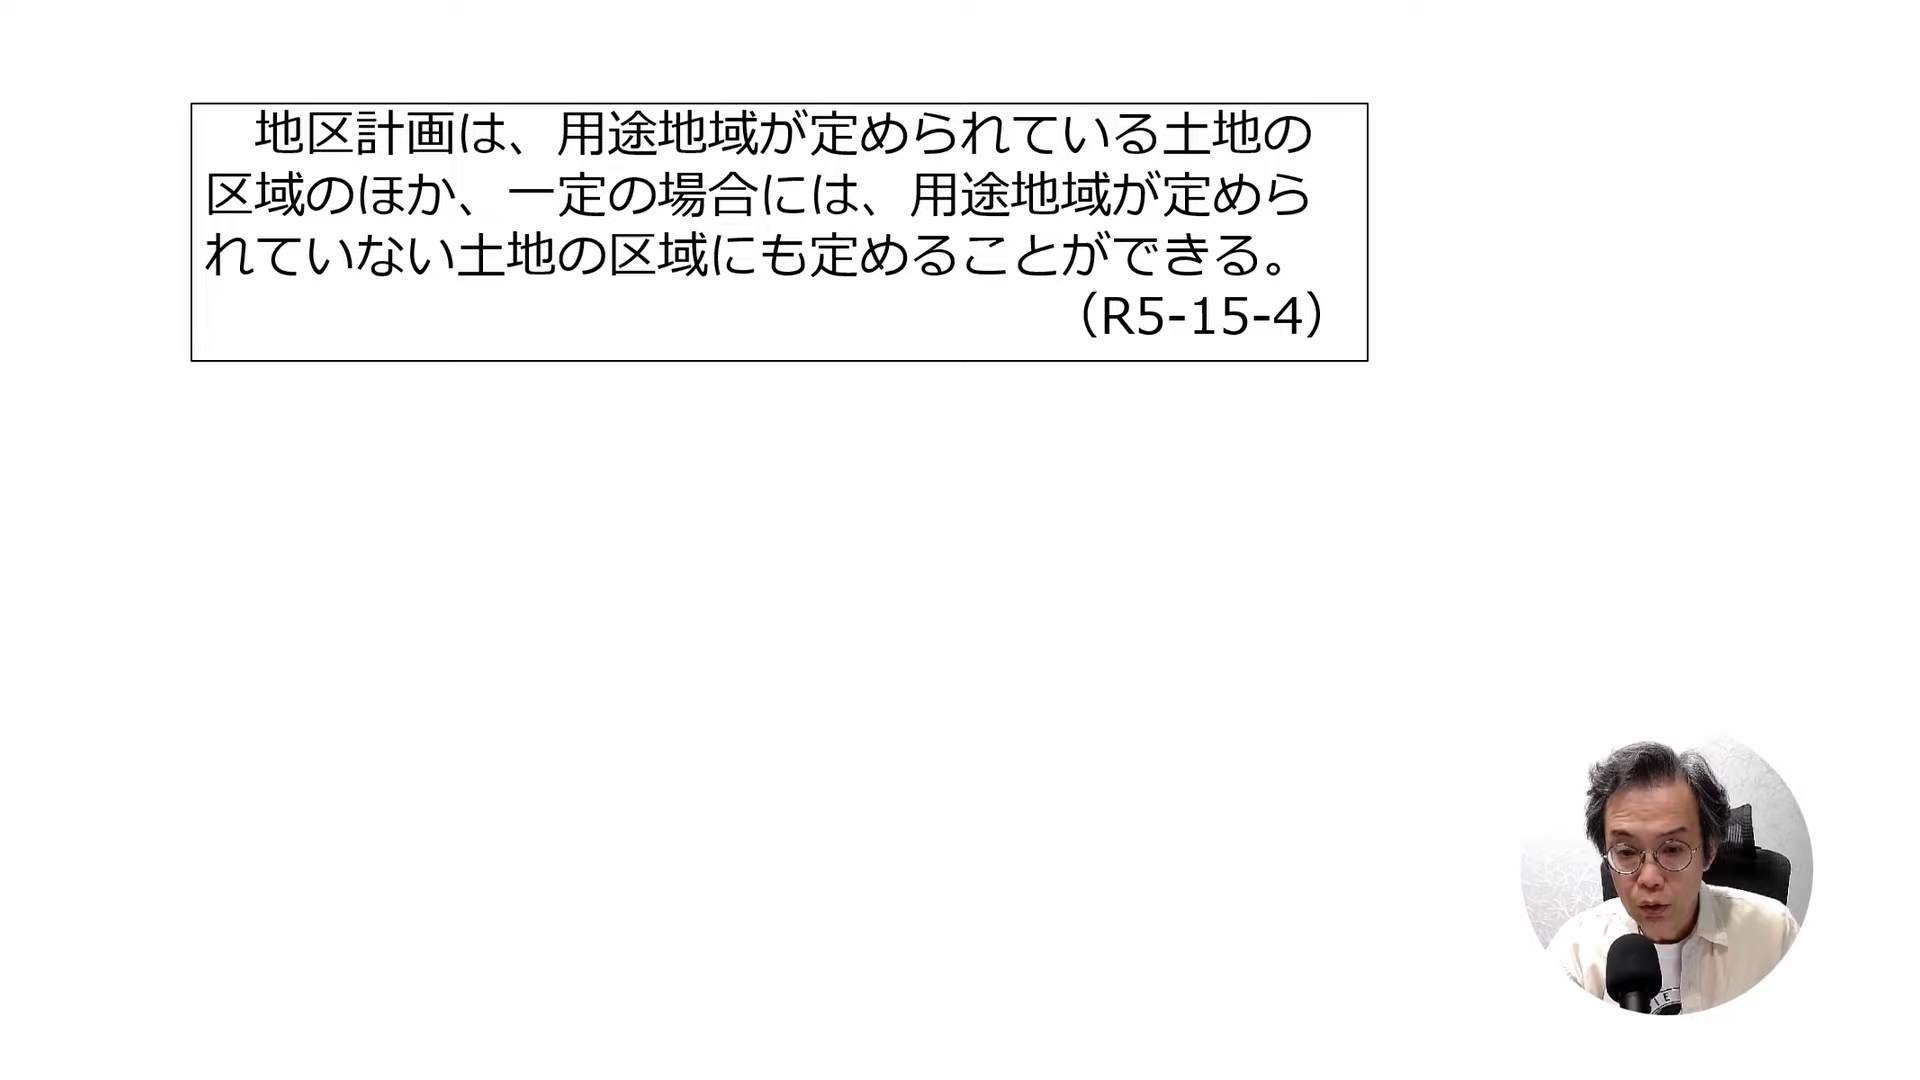 地区計画は、用途地域が定められている土地の
区域のほか、一定の場合には、用途地域が定めら
れていない土地の区域にも定めることができる。
（R5-15-4）